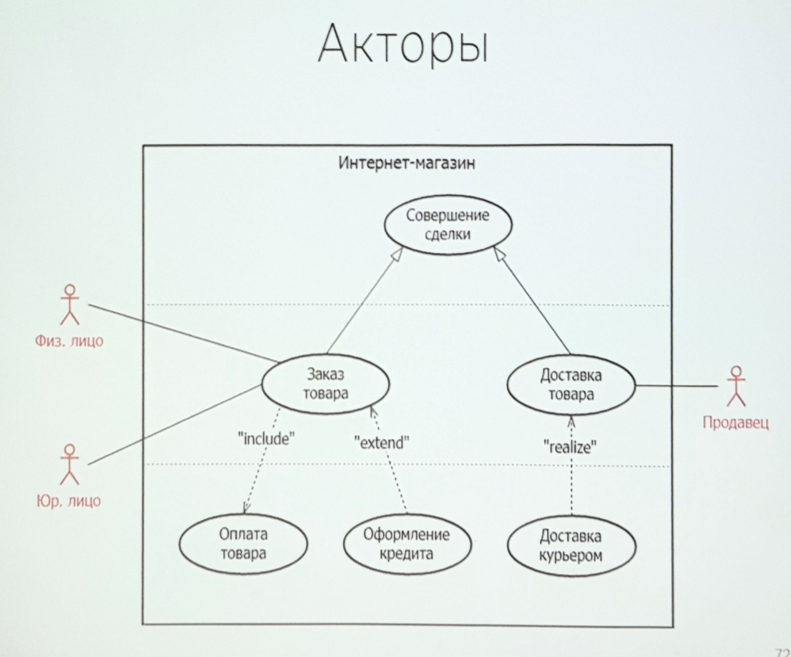 Акторы
Интернет-магазин
Совершение
сделки
Физ. лицо
Заказ
товара
Доставка
товара
Продавец
"include"
"extend"
"realize"
Юр. лицо
Оплата
товара
Оформление
кредита
Доставка
курьером
72